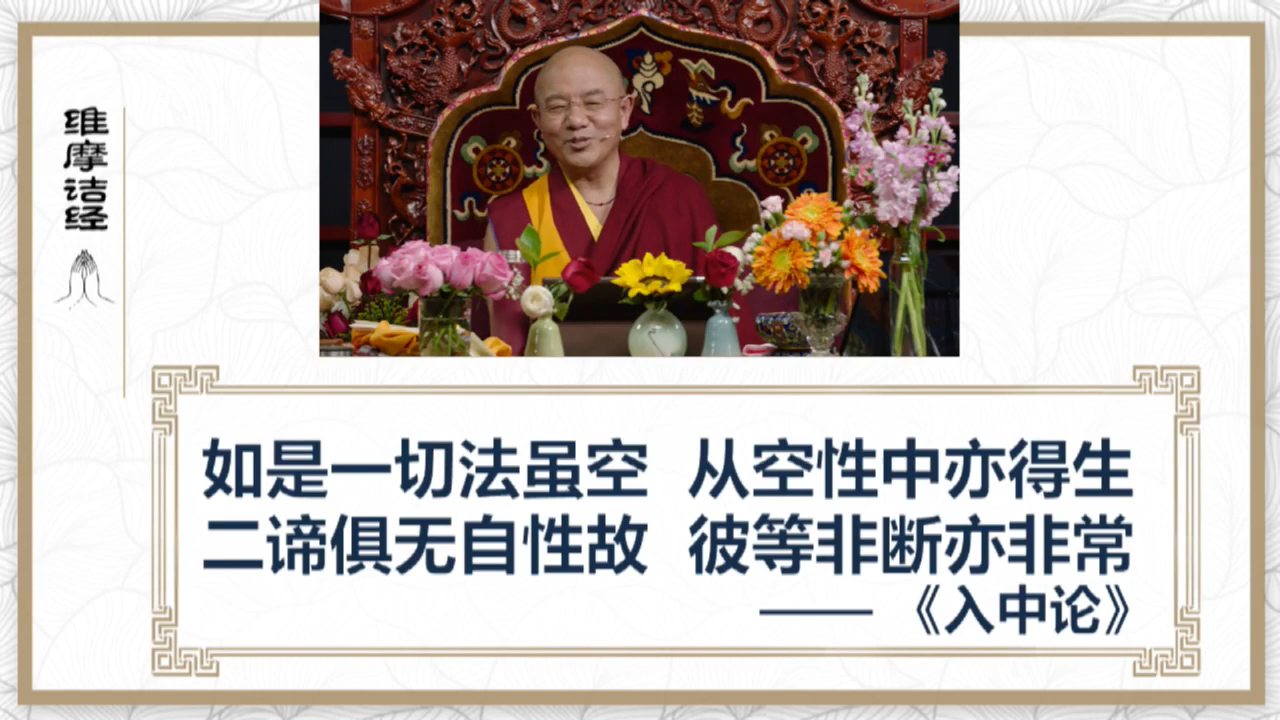 维摩诘经
如是一切法虽空 从空性中亦得生
二谛俱无自性故 彼等非断亦非常
—— 《入中论》